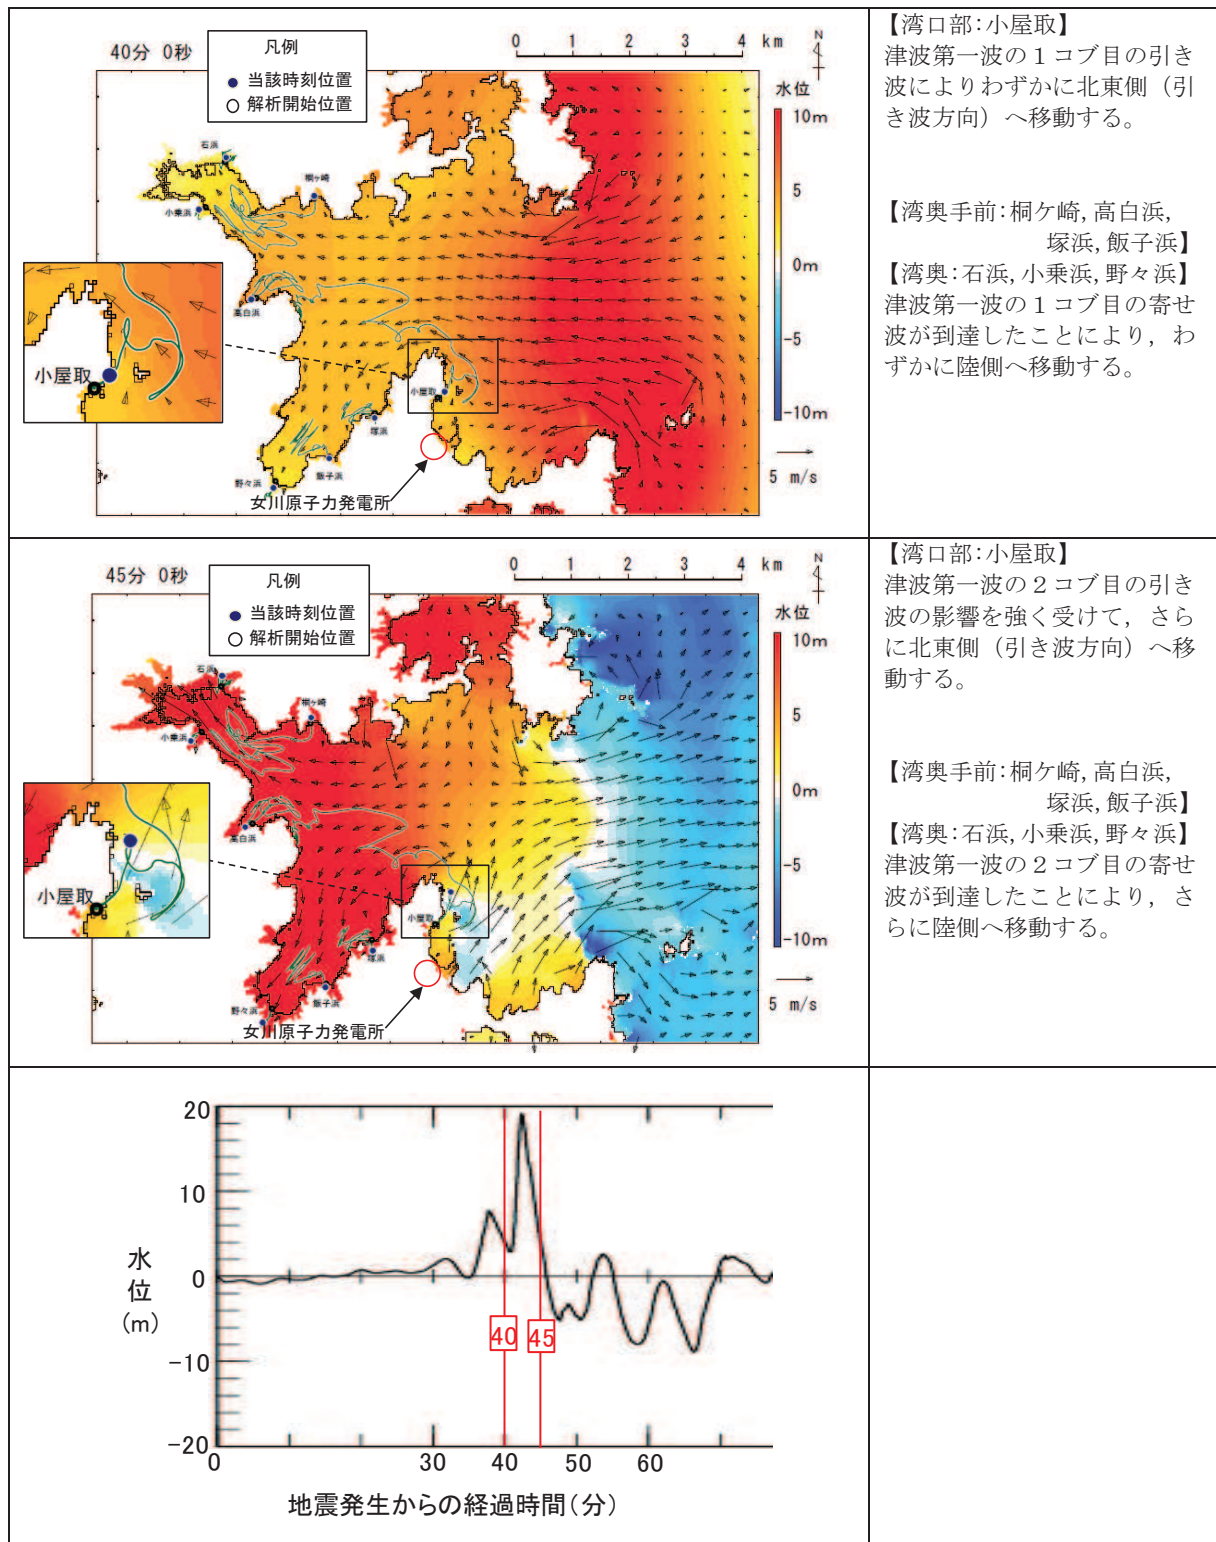 40分 0秒
凡例
当該時刻位置
解析開始位置
0 1 2 3 4 km
N
水位
10m
5
0m
-5
-10m
5 m/s
石浜
桐ヶ崎
小乗浜
高白浜
小屋取
小屋取
塚浜
飯子浜
野々浜
女川原子力発電所
【湾口部:小屋取】
津波第一波の1コブ目の引き
波によりわずかに北東側（引
き波方向）へ移動する。
【湾奥手前:桐ケ崎,高白浜,
塚浜,飯子浜】
【湾奥:石浜,小乗浜,野々浜】
津波第一波の1コブ目の寄せ
波が到達したことにより，わ
ずかに陸側へ移動する。
45分 0秒
凡例
当該時刻位置
解析開始位置
0 1 2 3 4 km
N
水位
10m
5
0m
-5
-10m
5 m/s
石浜
桐ヶ崎
小乗浜
高白浜
小屋取
小屋取
塚浜
飯子浜
野々浜
女川原子力発電所
【湾口部:小屋取】
津波第一波の2コブ目の引き
波の影響を強く受けて，さら
に北東側（引き波方向）へ移
動する。
【湾奥手前:桐ケ崎,高白浜,
塚浜,飯子浜】
【湾奥:石浜,小乗浜,野々浜】
津波第一波の2コブ目の寄せ
波が到達したことにより，さ
らに陸側へ移動する。
20
10
0
-10
-20
水位(m)
40
45
0 30 40 50 60
地震発生からの経過時間(分)